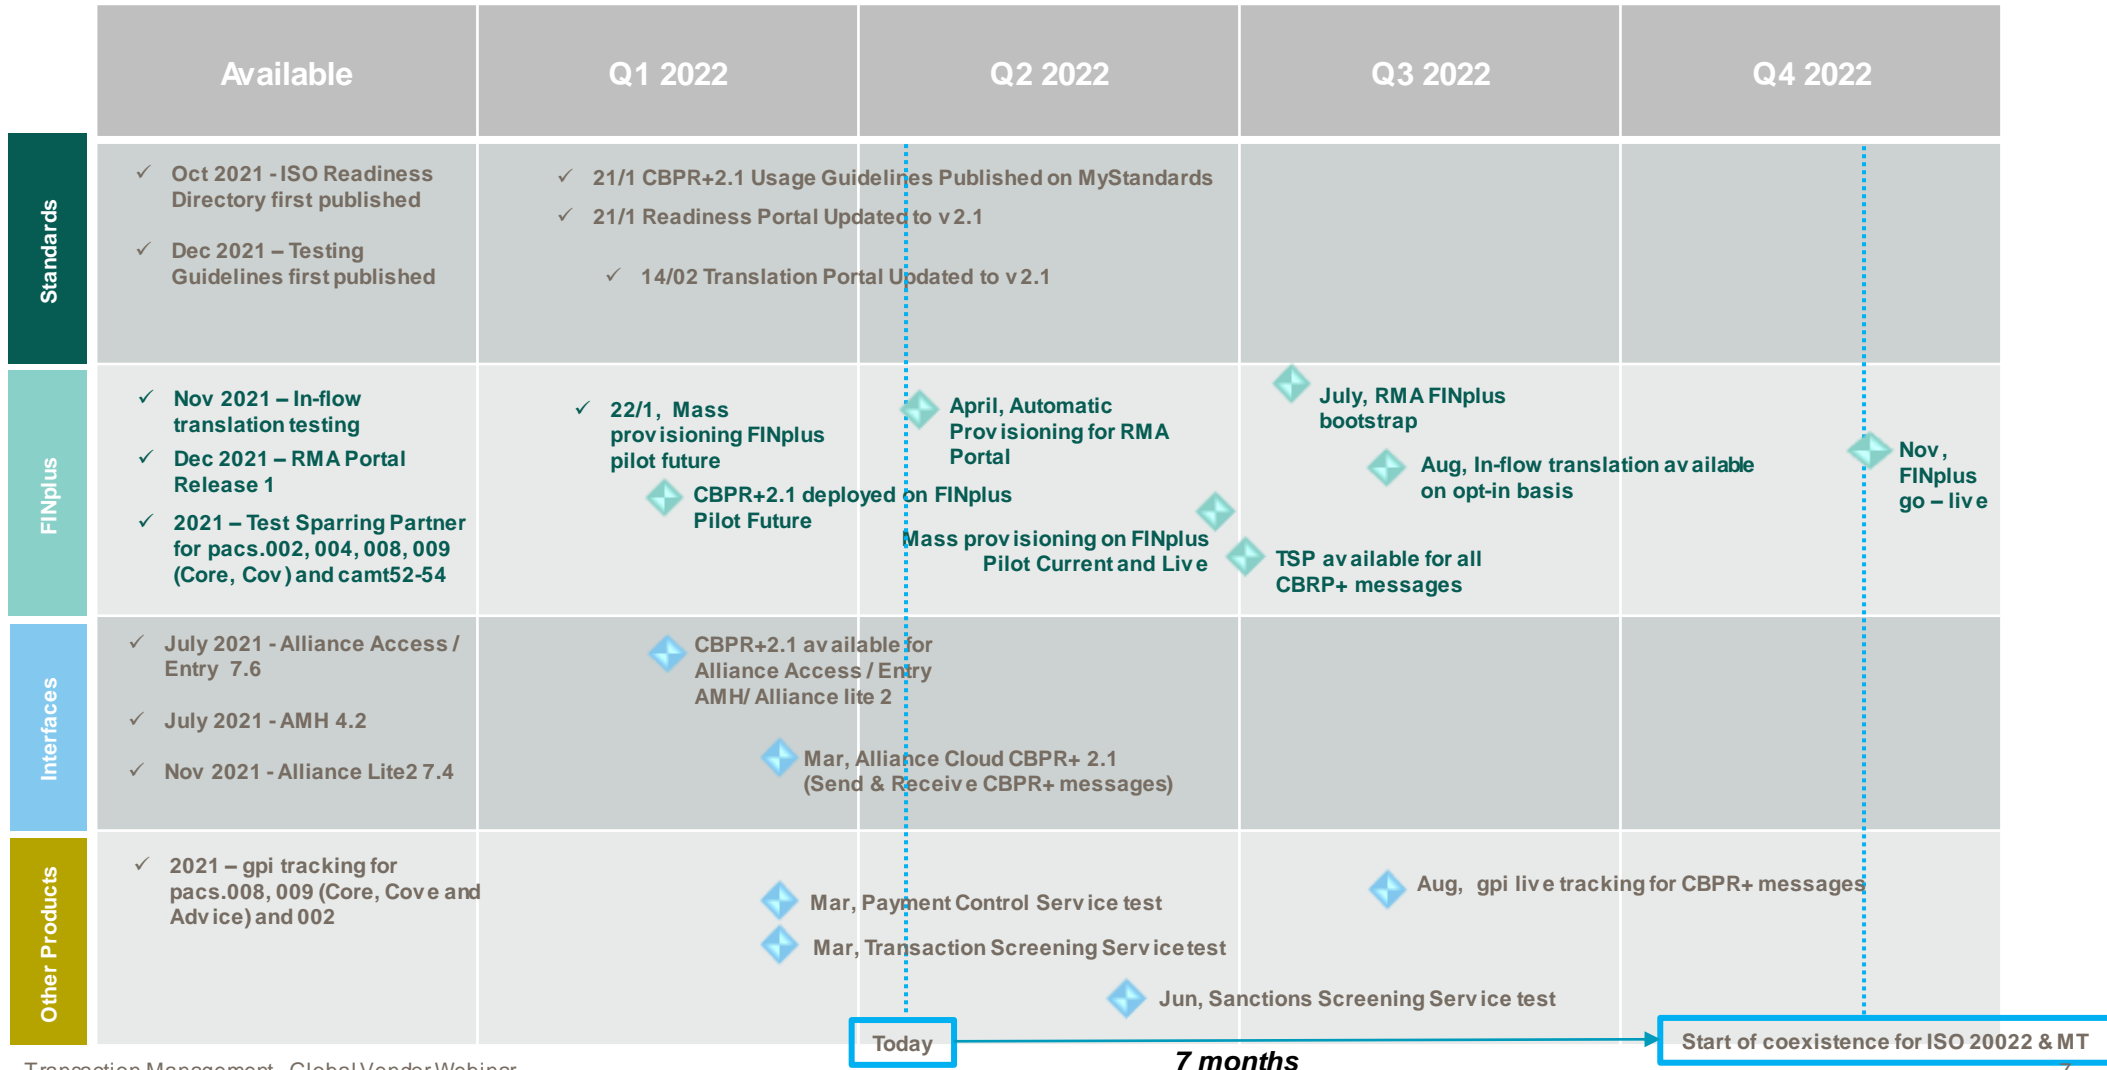 Available
Q1 2022
Q2 2022
Q3 2022
Q4 2022
Standards
✓ Oct 2021 - ISO Readiness
Directory first published
✓ Dec 2021 – Testing
Guidelines first published
✓ 21/1 CBPR+2.1 Usage Guidelines Published on MyStandards
✓ 21/1 Readiness Portal Updated to v2.1
✓ 14/02 Translation Portal Updated to v2.1
FINplus
✓ Nov 2021 – In-flow
translation testing
✓ Dec 2021 – RMA Portal
Release 1
✓ 2021 – Test Sparring Partner
for pacs.002, 004, 008, 009
(Core, Cov) and camt52-54
✓ 22/1, Mass
provisioning FINplus
pilot future
CBPR+2.1 deployed on FINplus
Pilot Future
April, Automatic
Provisioning for RMA
Portal
Mass provisioning on FINplus
Pilot Current and Live
July, RMA FINplus
bootstrap
Aug, In-flow translation available
on opt-in basis
TSP available for all
CBRP+ messages
Nov,
FINplus
go – live
Interfaces
✓ July 2021 - Alliance Access /
Entry 7.6
✓ July 2021 - AMH 4.2
✓ Nov 2021 - Alliance Lite2 7.4
CBPR+2.1 available for
Alliance Access / Entry
AMH/ Alliance lite 2
Mar, Alliance Cloud CBPR+ 2.1
(Send & Receive CBPR+ messages)
Other Products
✓ 2021 – gpi tracking for
pacs.008, 009 (Core, Cove and
Advice) and 002
Mar, Payment Control Service test
Mar, Transaction Screening Service test
Jun, Sanctions Screening Service test
Aug, gpi live tracking for CBPR+ messages
Today
7 months
Start of coexistence for ISO 20022 & MT
Transaction Management - Global Vendor Webinar
7